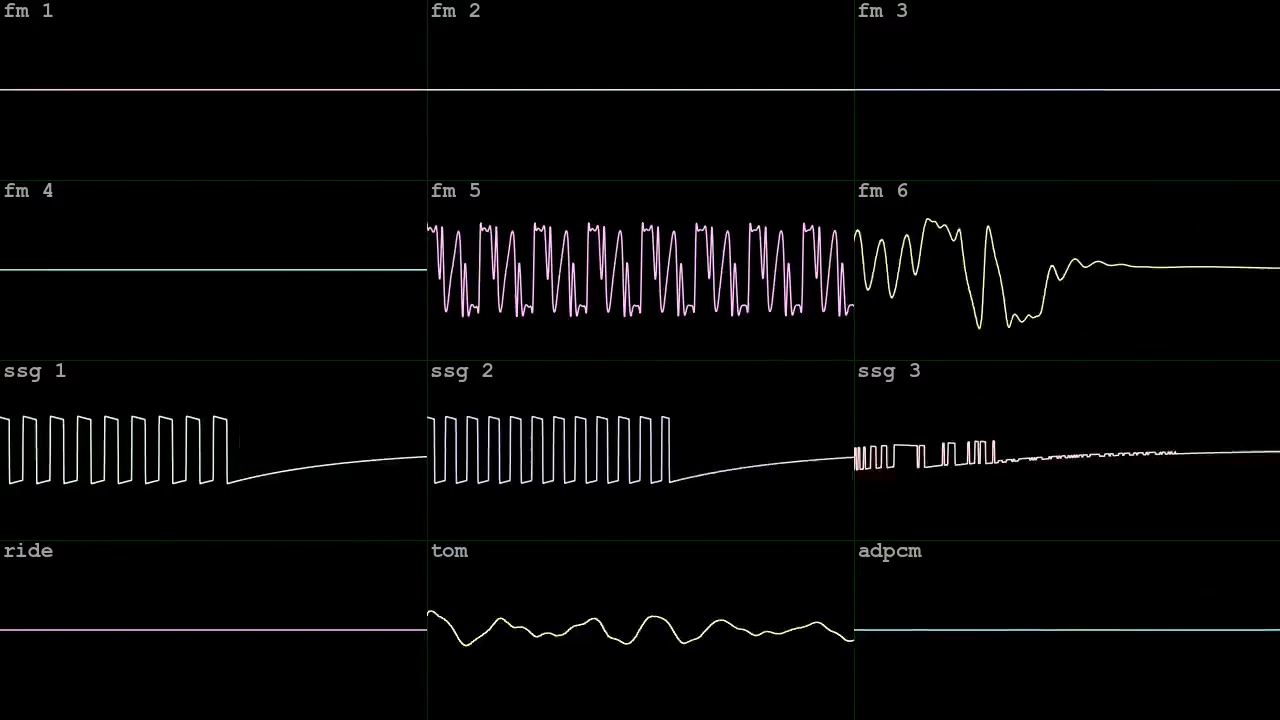 fm 1
fm 2
fm 3
fm 4
fm 5
fm 6
ssg 1
ssg 2
ssg 3
ride
tom
adpcm